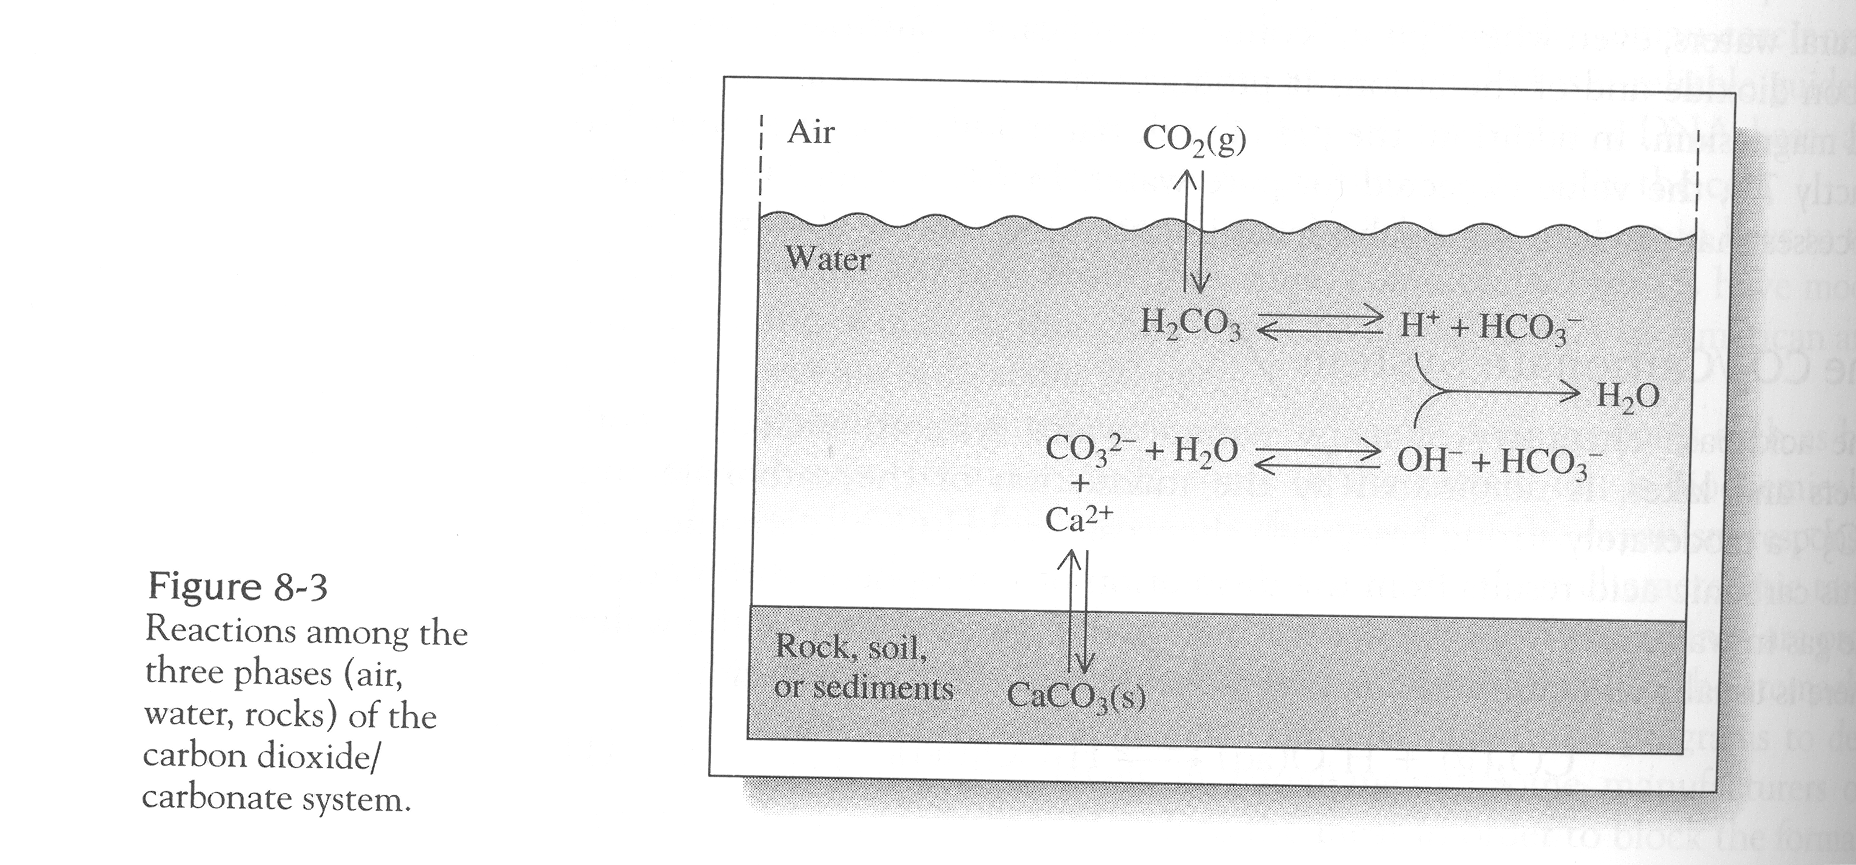 Air
CO₂(g)
Water
H₂CO₃ ⇌ H⁺ + HCO₃⁻
H₂O
CO₃²⁻ + H₂O ⇌ OH⁻ + HCO₃⁻
+
Ca²⁺
Rock, soil,
or sediments
CaCO₃(s)
Figure 8-3
Reactions among the
three phases (air,
water, rocks) of the
carbon dioxide/
carbonate system.